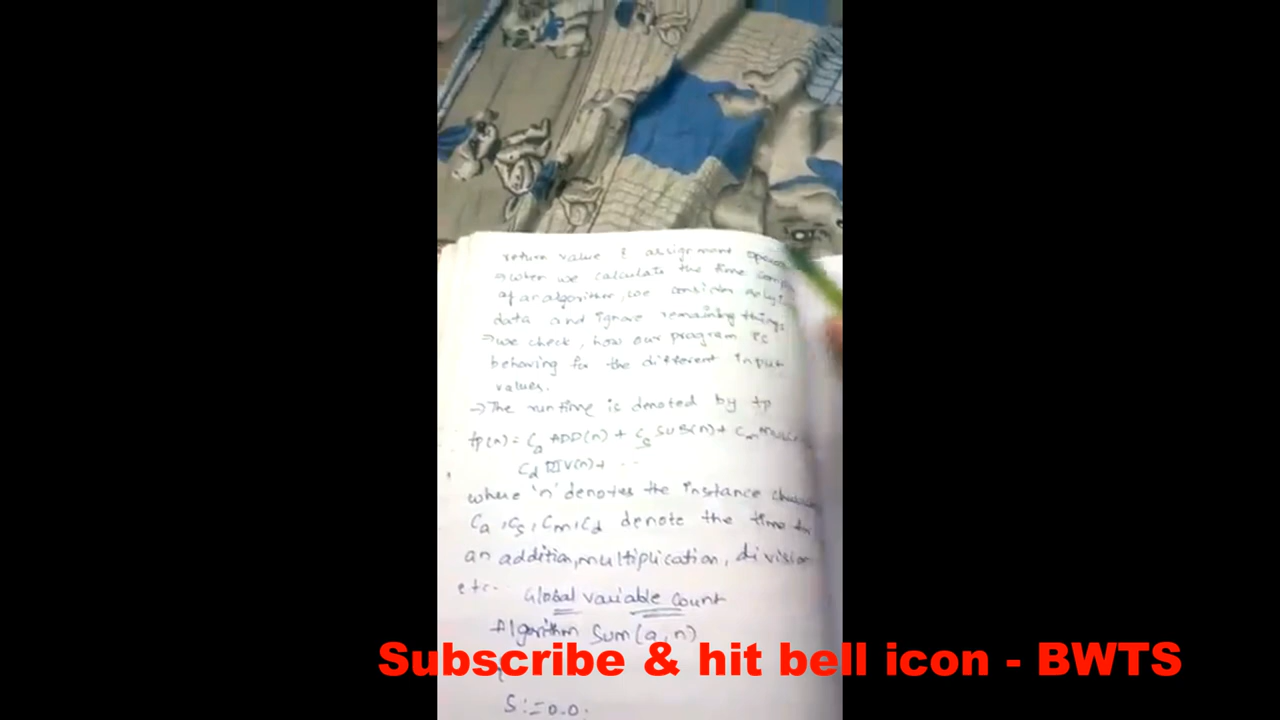 return value & assignment
→ when we calculate the time
of an algorithm, we consider
data and ignore remaining things
→ we check, how our program is
behaving for the different input
values.
→ The runtime is denoted by tp
tp(n) = Ca ADD(n) + Cs SUB(n) + Cm
Cd DIV(n) + ..
where 'n' denotes the instance
Ca, Cs, Cm, Cd denote the time
an addition, multiplication, division
etc.
Global variable count
Algorithm Sum(a, n)
{
S := 0.0;
Subscribe & hit bell icon - BWTS